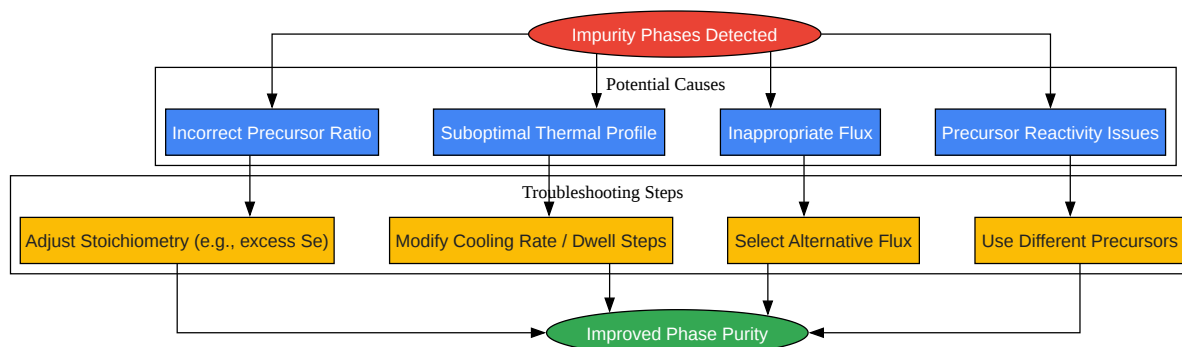 Impurity Phases Detected
Potential Causes
Incorrect Precursor Ratio
Suboptimal Thermal Profile
Inappropriate Flux
Precursor Reactivity Issues
Troubleshooting Steps
Adjust Stoichiometry (e.g., excess Se)
Modify Cooling Rate / Dwell Steps
Select Alternative Flux
Use Different Precursors
Improved Phase Purity